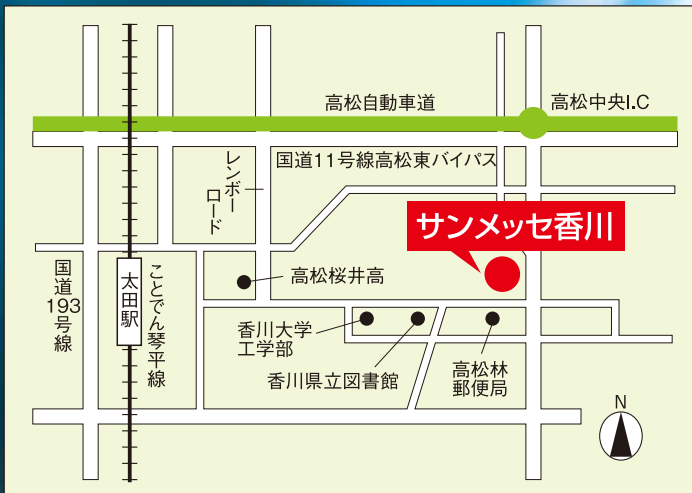 高松自動車道
高松中央I.C
国道11号線高松東バイパス
レンボーロード
サンメッセ香川
国道193号線
太田駅
ことでん琴平線
高松桜井高
香川大学
工学部
香川県立図書館
高松林
郵便局
N